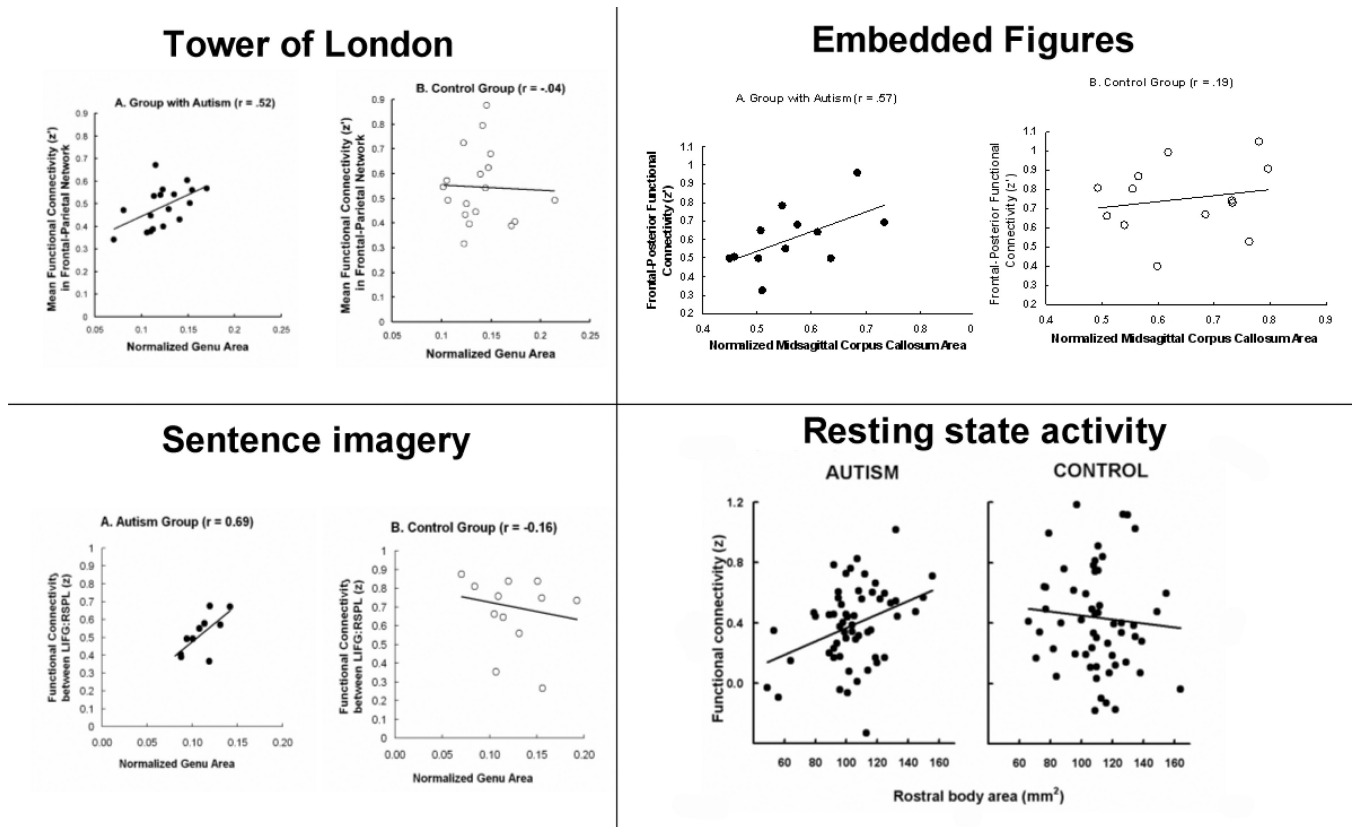 Tower of London
A. Group with Autism (r = .52)
Mean Functional Connectivity (z')
in Frontal-Parietal Network
0.9
0.8
0.7
0.6
0.5
0.4
0.3
0.2
0.1
0
0.05
0.1
0.15
0.2
0.25
Normalized Genu Area
B. Control Group (r = -.04)
Mean Functional Connectivity (z')
in Frontal-Parietal Network
0.9
0.8
0.7
0.6
0.5
0.4
0.3
0.2
0.1
0
0.05
0.1
0.15
0.2
0.25
Normalized Genu Area
Embedded Figures
A. Group with Autism (r = .57)
Frontal-Posterior Functional
Connectivity (z')
1.1
1
0.9
0.8
0.7
0.6
0.5
0.4
0.3
0.2
0.4
0.5
0.6
0.7
0
Normalized Midsagittal Corpus Callosum Area
B. Control Group (r = .19)
Frontal-Posterior Functional
Connectivity (z')
1.1
1
0.9
0.8
0.7
0.6
0.5
0.4
0.3
0.2
0.4
0.5
0.6
0.7
0.8
0.9
Normalized Midsagittal Corpus Callosum Area
Sentence imagery
A. Autism Group (r = 0.69)
Functional Connectivity
between LIFG:RSPL (z)
1
0.9
0.8
0.7
0.6
0.5
0.4
0.3
0.2
0.1
0
0.00
0.05
0.10
0.15
0.20
Normalized Genu Area
B. Control Group (r = -0.16)
Functional Connectivity
between LIFG:RSPL (z)
1
0.9
0.8
0.7
0.6
0.5
0.4
0.3
0.2
0.1
0
0.00
0.05
0.10
0.15
0.20
Normalized Genu Area
Resting state activity
AUTISM
CONTROL
Functional connectivity (z)
1.2
0.8
0.4
0.0
60 80 100 120 140 160
60 80 100 120 140 160
Rostral body area (mm²)